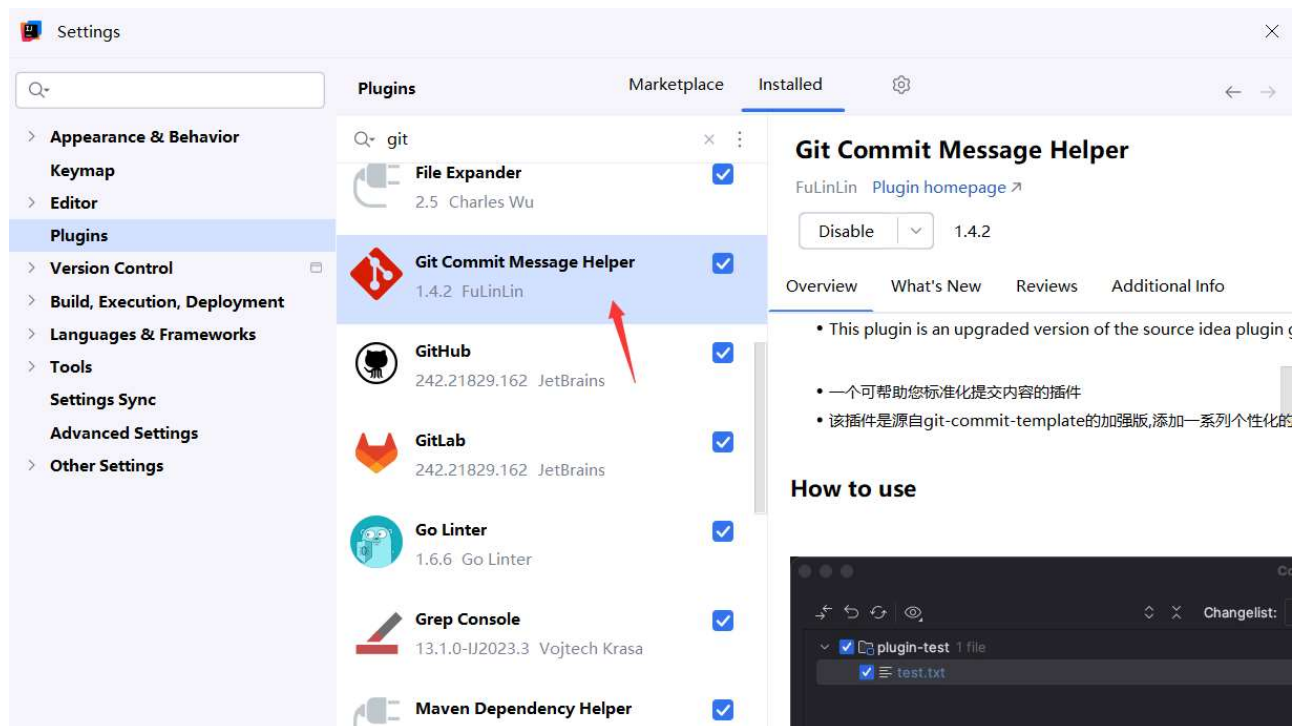 Settings
Plugins
Marketplace
Installed
Appearance & Behavior
Keymap
Editor
Plugins
Version Control
Build, Execution, Deployment
Languages & Frameworks
Tools
Settings Sync
Advanced Settings
Other Settings
git
File Expander
2.5 Charles Wu
Git Commit Message Helper
1.4.2 FuLinLin
GitHub
242.21829.162 JetBrains
GitLab
242.21829.162 JetBrains
Go Linter
1.6.6 Go Linter
Grep Console
13.1.0-IJ2023.3 Vojtech Krasa
Maven Dependency Helper
Git Commit Message Helper
FuLinLin Plugin homepage ↗
Disable 1.4.2
Overview What's New Reviews Additional Info
• This plugin is an upgraded version of the source idea plugin
• 一个可帮助您标准化提交内容的插件
• 该插件是源自git-commit-template的加强版,添加一系列个性化的
How to use
Changelist:
plugin-test 1 file
test.txt